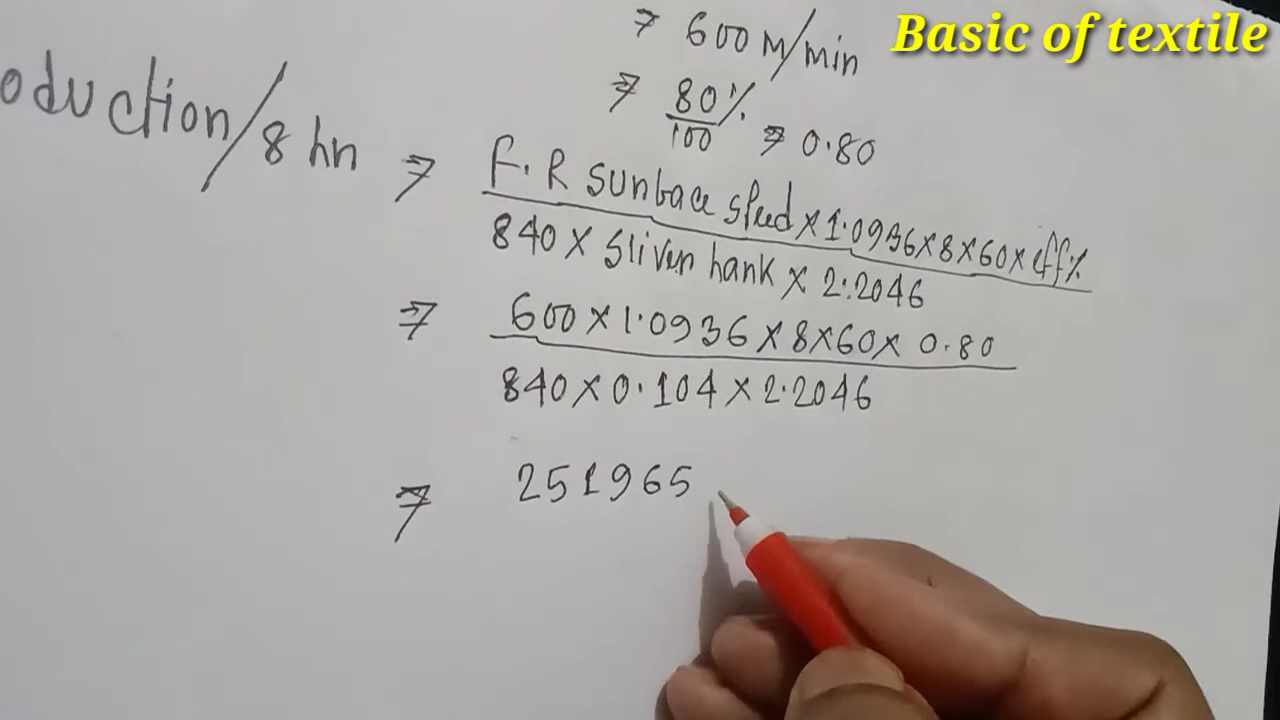 Basic of textile
⇒ 600 M/min
⇒ 80%/100 ⇒ 0.80
oduction/8 hr ⇒ F.R surface speed × 1.0936 × 8 × 60 × eff%
840 × Sliver hank × 2.2046
⇒ 600 × 1.0936 × 8 × 60 × 0.80
840 × 0.104 × 2.2046
⇒ 251965